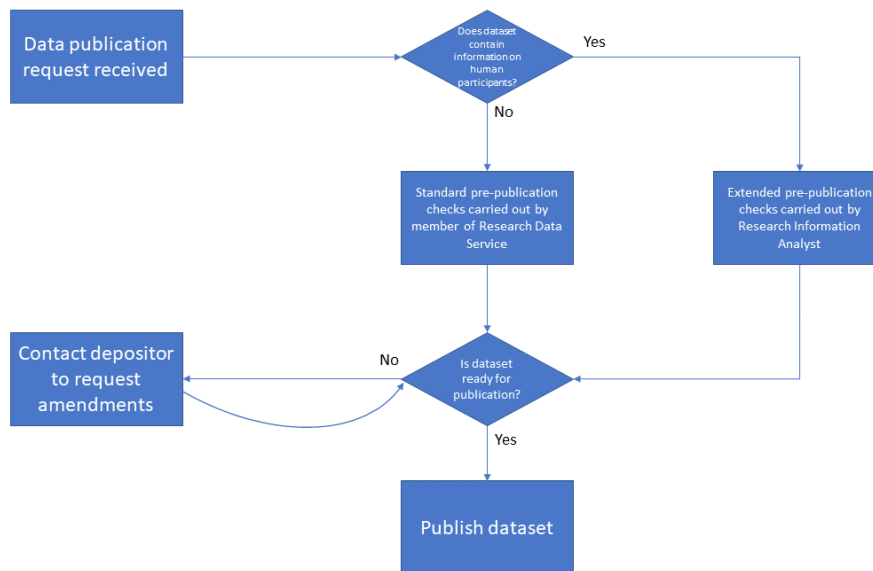 Data publication
request received
Does dataset
contain
information on
human
participants?
Yes
No
Standard pre-publication
checks carried out by
member of Research Data
Service
Extended pre-publication
checks carried out by
Research Information
Analyst
Contact depositor
to request
amendments
No
Is dataset
ready for
publication?
Yes
Publish dataset